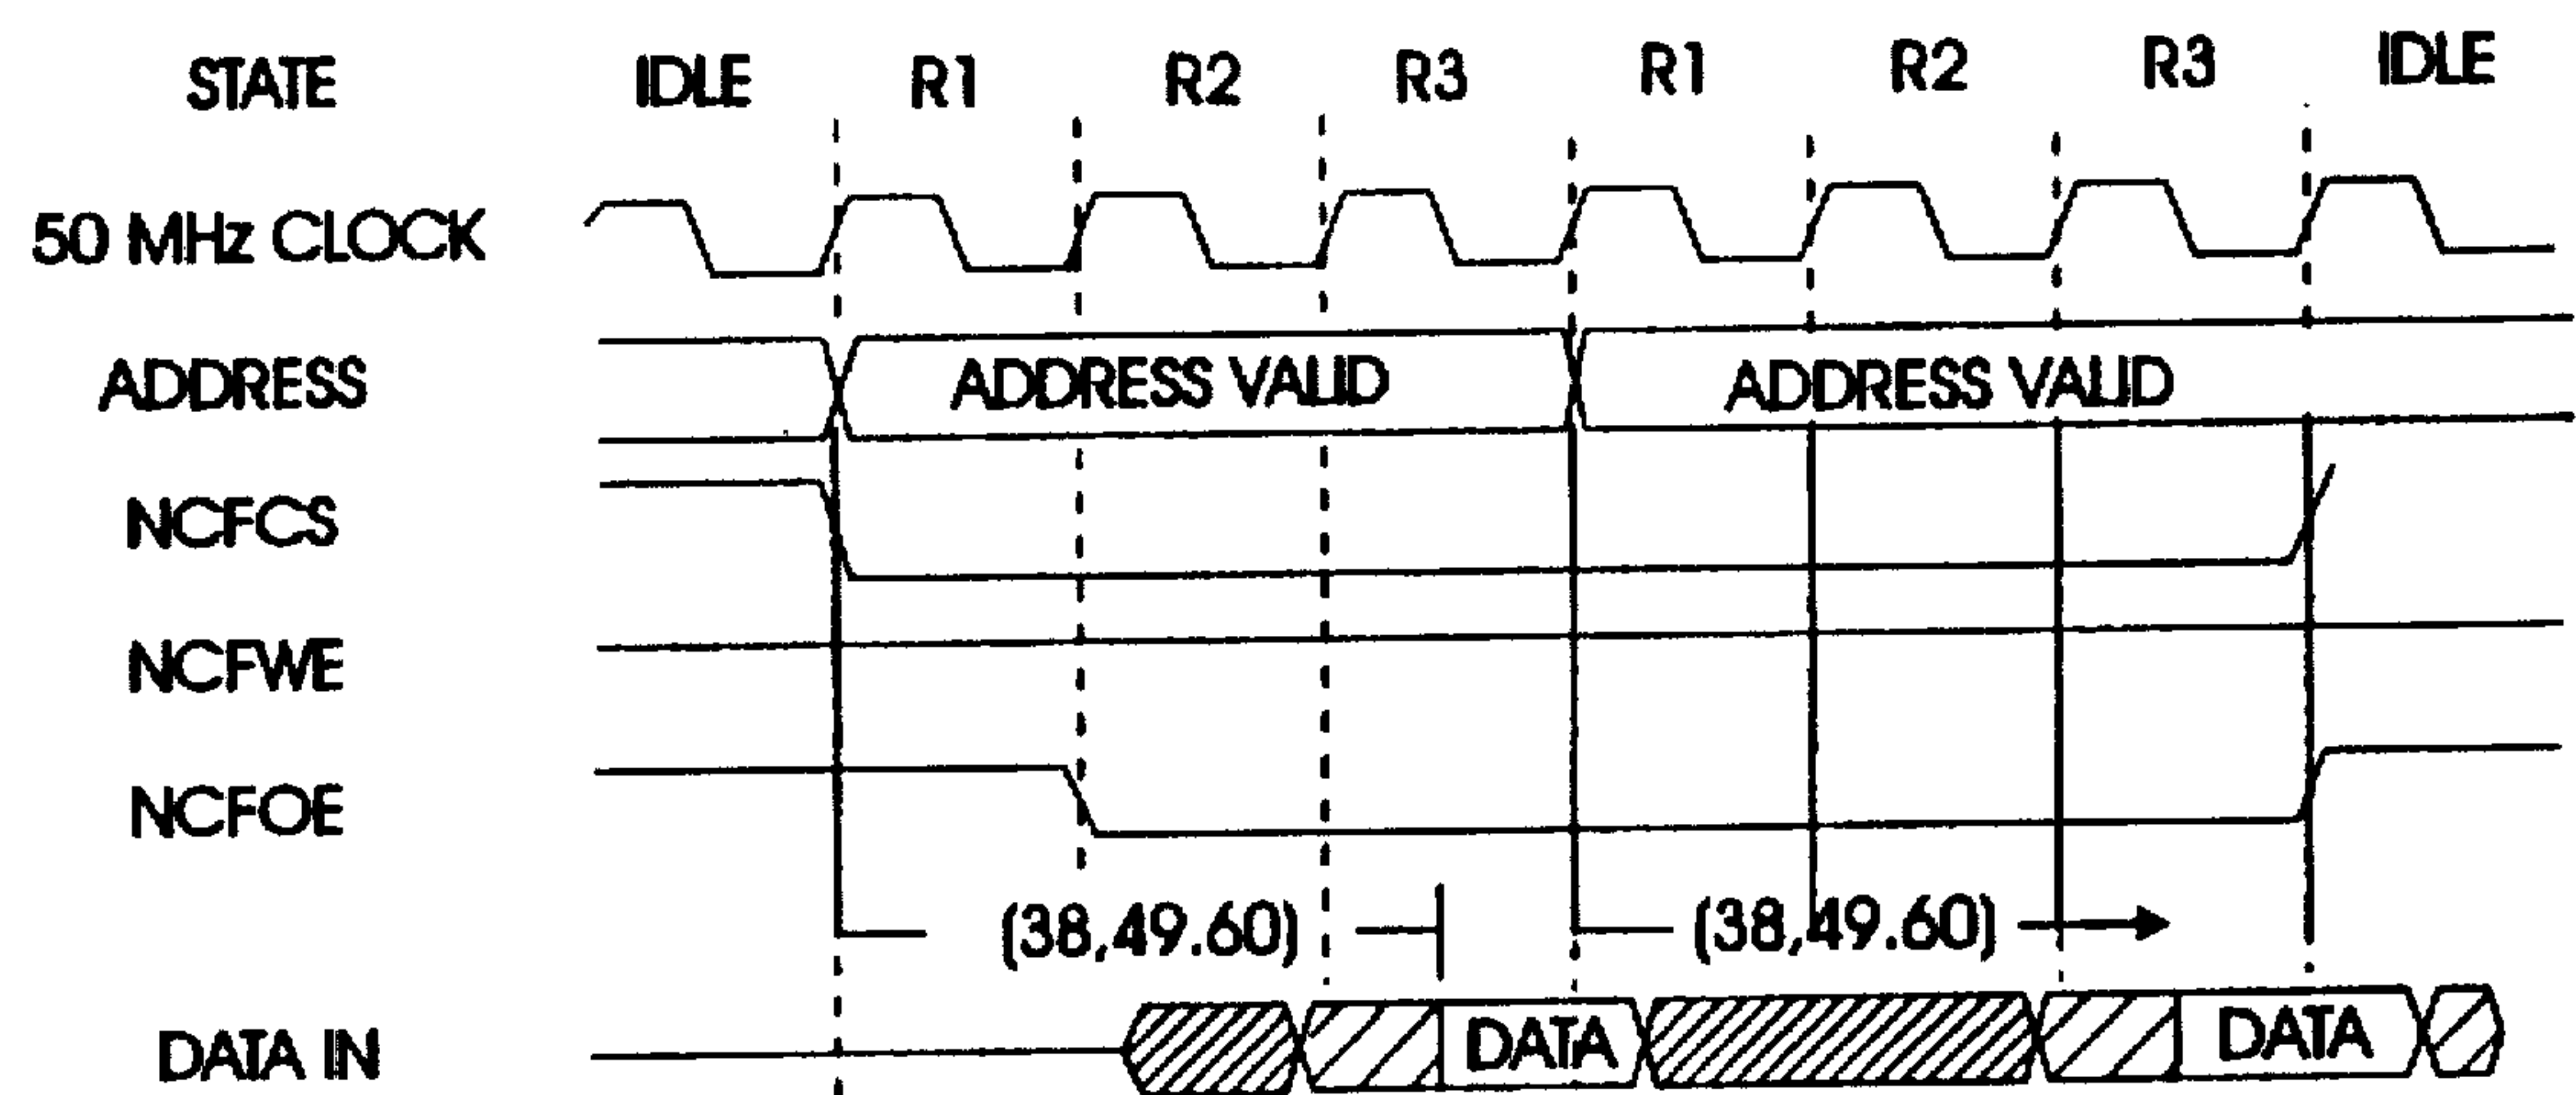 STATE IDLE R1 R2 R3 R1 R2 R3 IDLE
50 MHz CLOCK
ADDRESS ADDRESS VALID ADDRESS VALID
NCFCS
NCFWE
NCFOE
(38,49.60) (38,49.60)
DATA IN DATA DATA